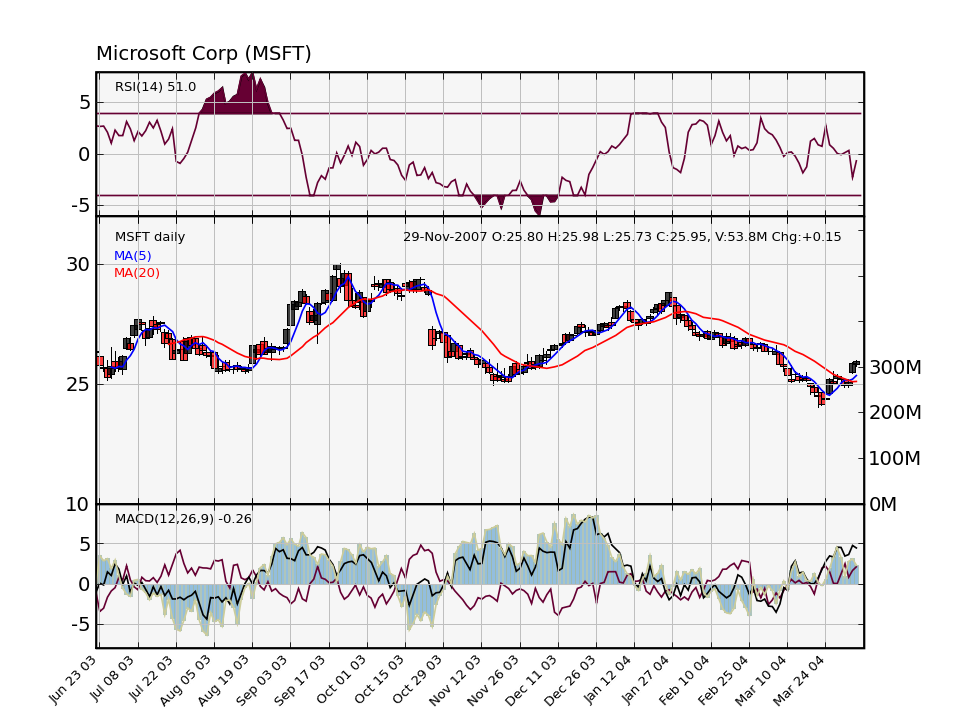 Microsoft Corp (MSFT)
RSI(14) 51.0
5
0
-5
MSFT daily
29-Nov-2007 O:25.80 H:25.98 L:25.73 C:25.95, V:53.8M Chg:+0.15
MA(5)
MA(20)
30
25
10
300M
200M
100M
0M
MACD(12,26,9) -0.26
5
0
-5
Jun 23 03
Jul 08 03
Jul 22 03
Aug 05 03
Aug 19 03
Sep 03 03
Sep 17 03
Oct 01 03
Oct 15 03
Oct 29 03
Nov 12 03
Nov 26 03
Dec 11 03
Dec 26 03
Jan 12 04
Jan 27 04
Feb 10 04
Feb 25 04
Mar 10 04
Mar 24 04